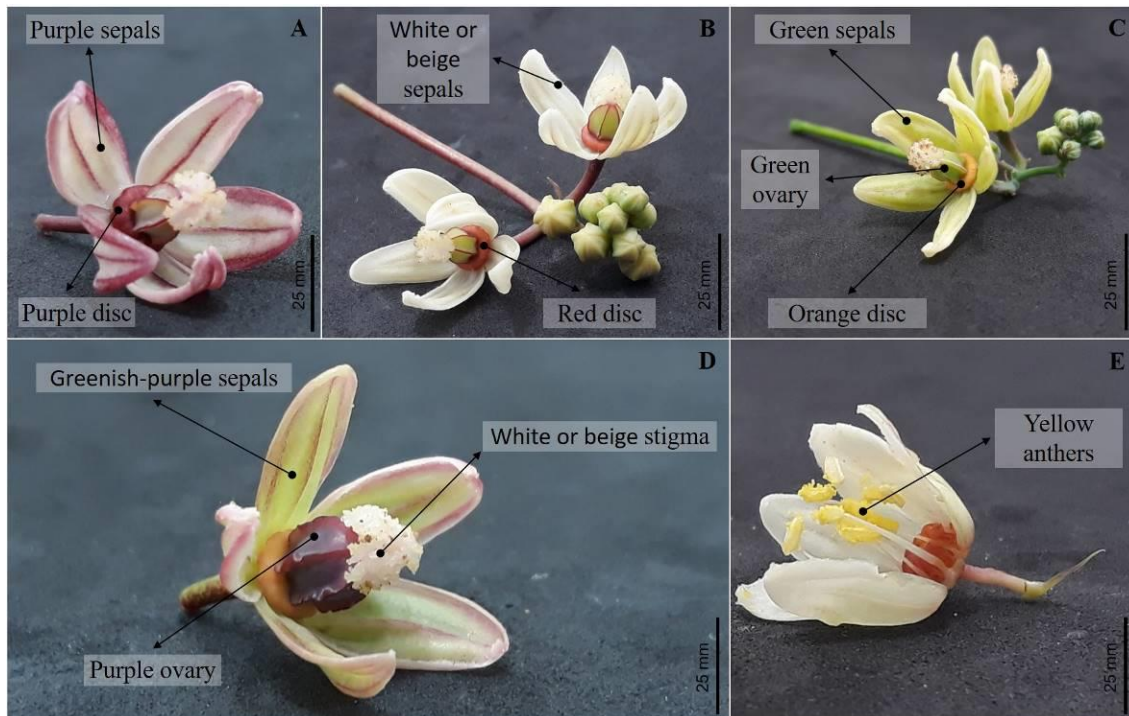 A
Purple sepals
Purple disc
25 mm
B
White or
beige
sepals
Red disc
25 mm
C
Green sepals
Green
ovary
Orange disc
25 mm
D
Greenish-purple sepals
White or beige stigma
Purple ovary
25 mm
E
Yellow
anthers
25 mm